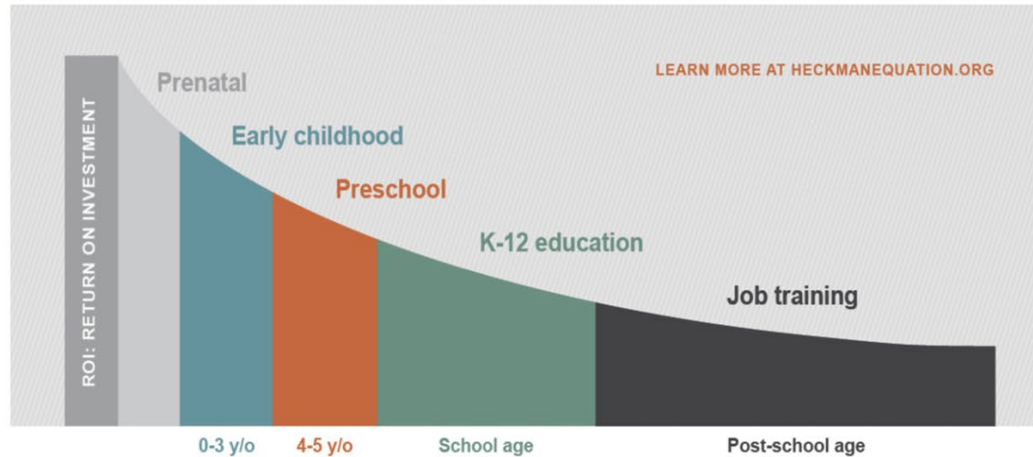 LEARN MORE AT HECKMANEQUATION.ORG
Prenatal
Early childhood
Preschool
K-12 education
Job training
ROI: RETURN ON INVESTMENT
0-3 y/o
4-5 y/o
School age
Post-school age